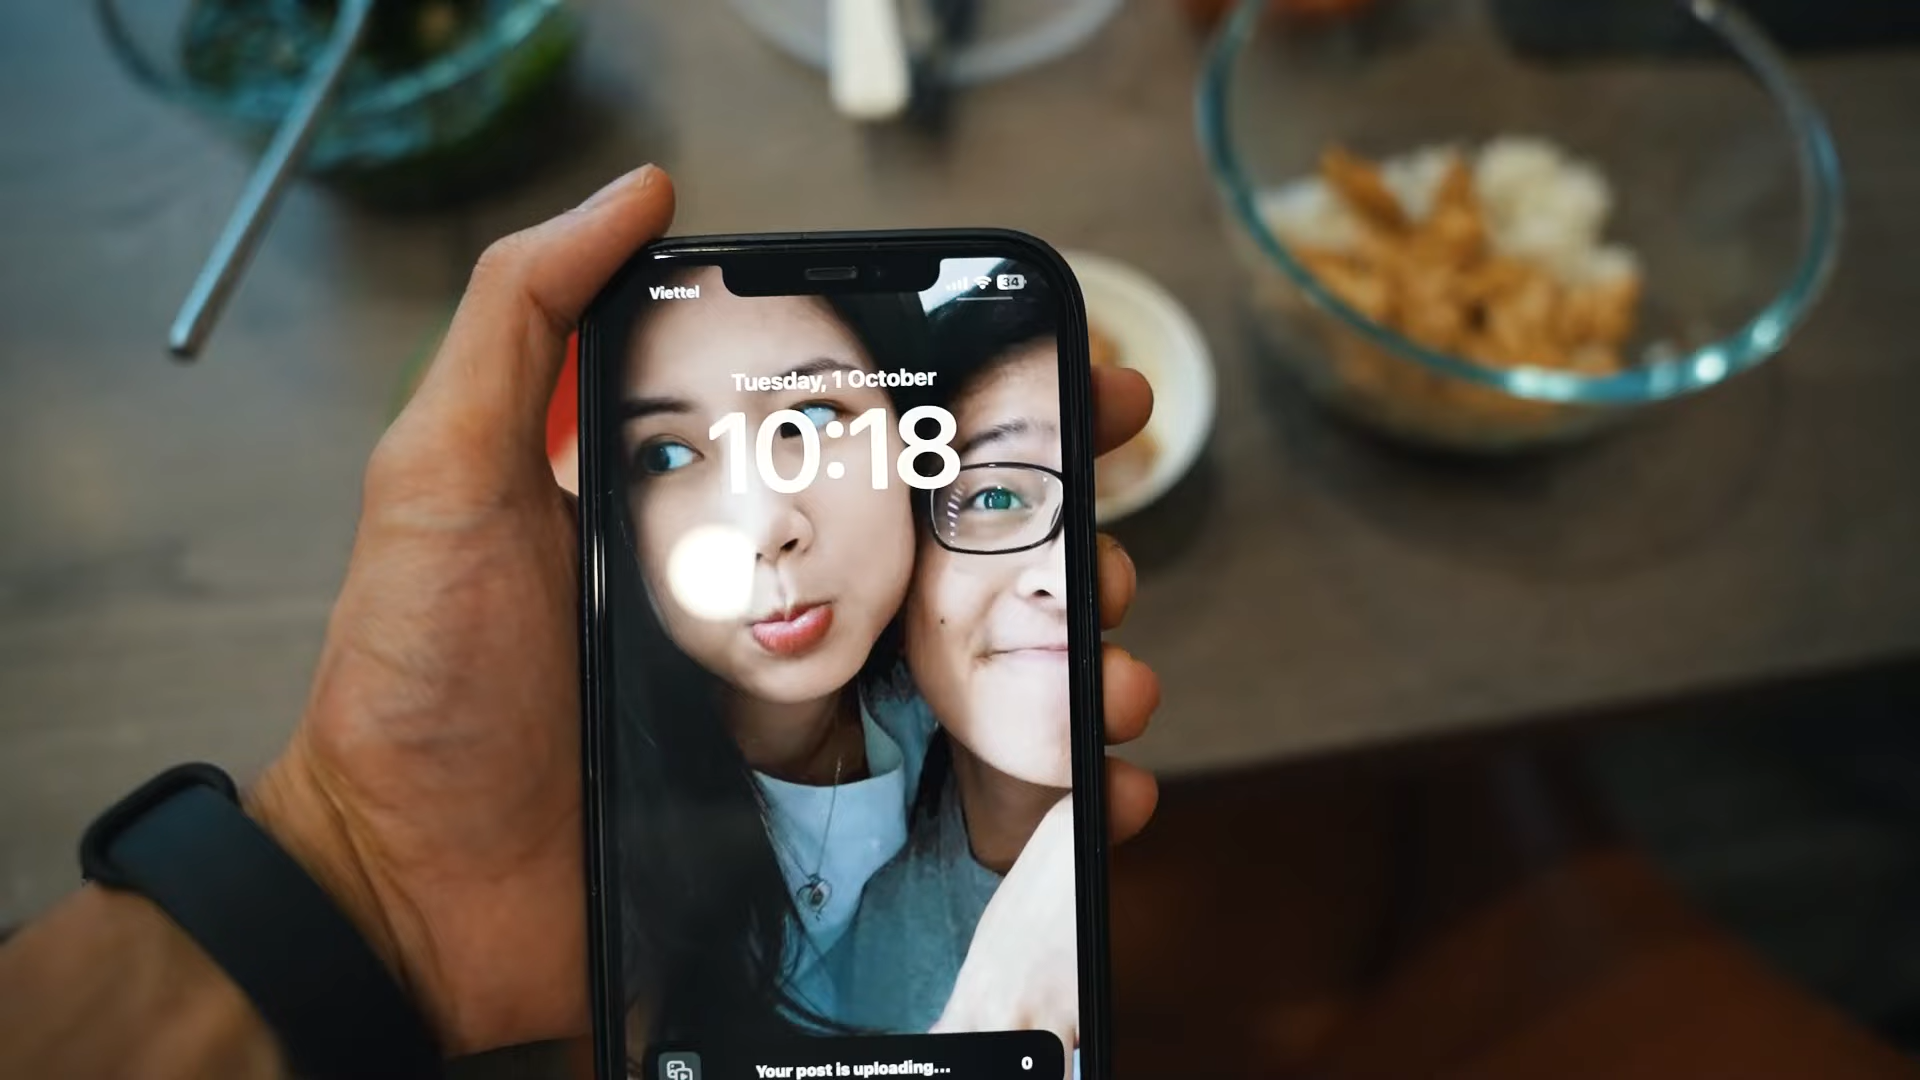 Viettel
34
Tuesday, 1 October
10:18
Your post is uploading... 0